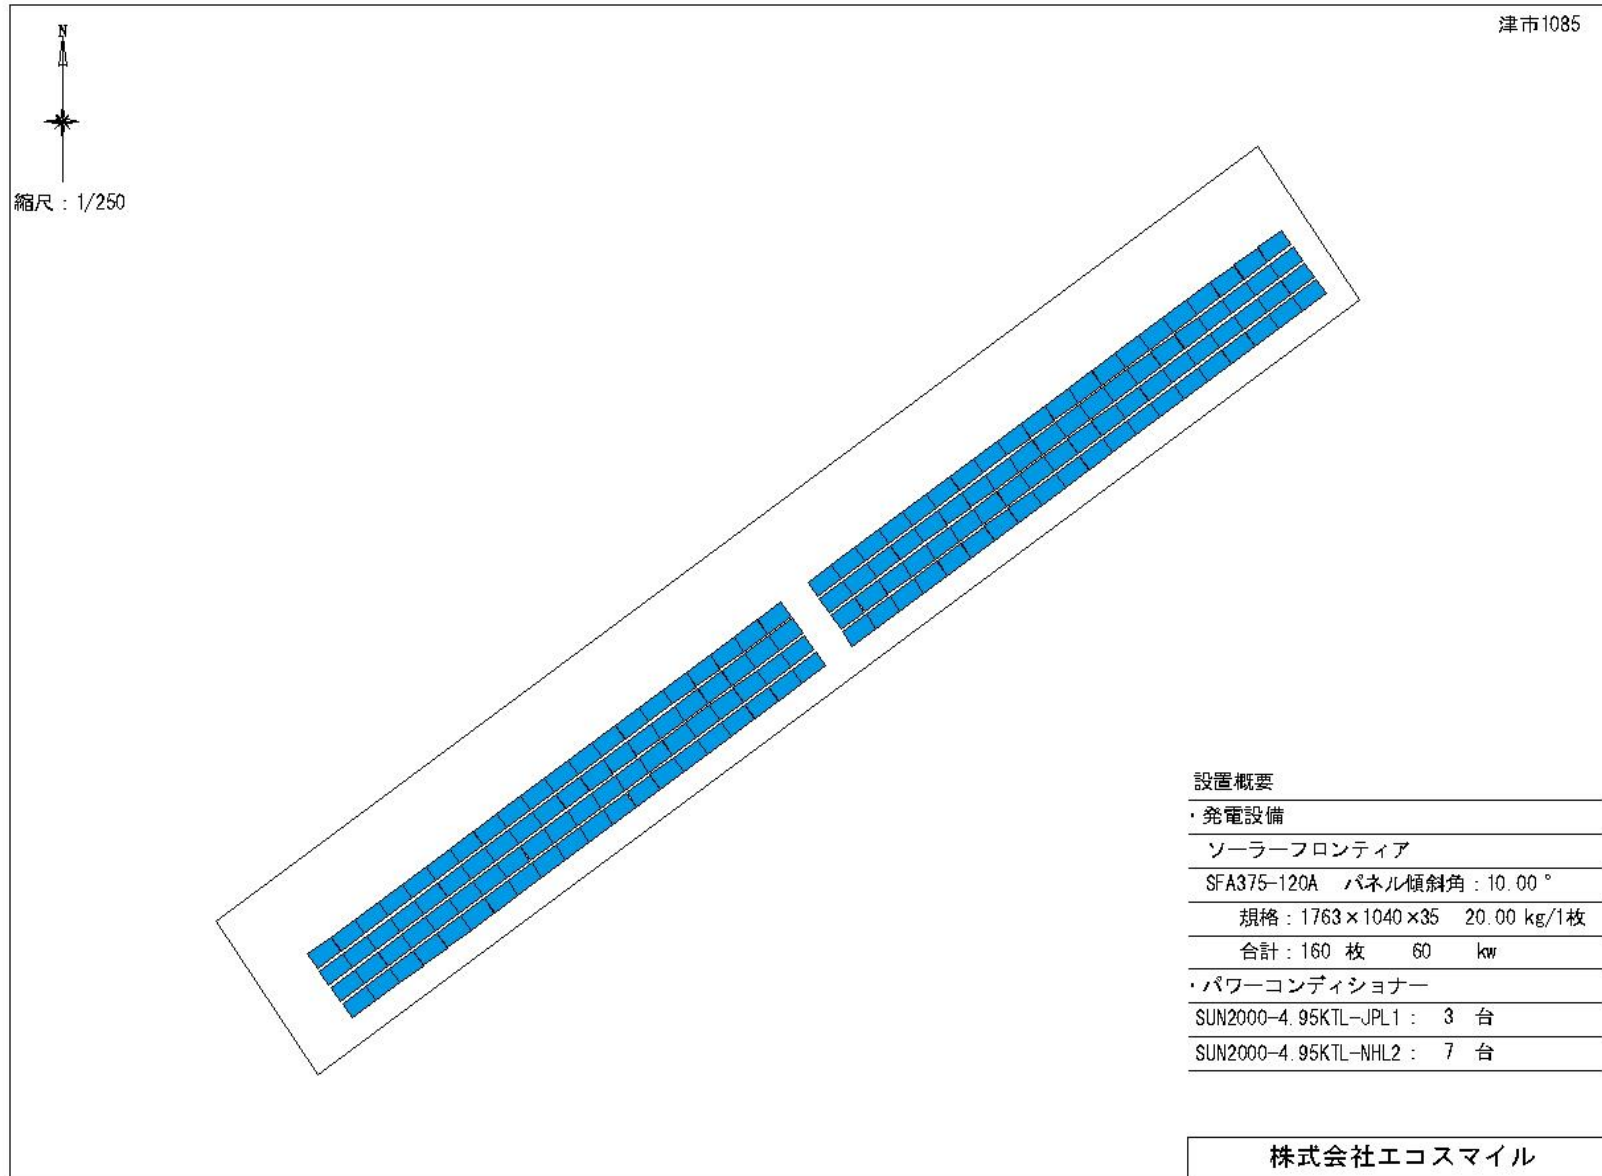 津市1085
N
縮尺：1/250
設置概要
・発電設備
ソーラーフロンティア
SFA375-120A パネル傾斜角：10.00°
規格：1763×1040×35 20.00 kg/1枚
合計：160 枚 60 kw
・パワーコンディショナー
SUN2000-4.95KTL-JPL1： 3 台
SUN2000-4.95KTL-NHL2： 7 台
株式会社エコスマイル